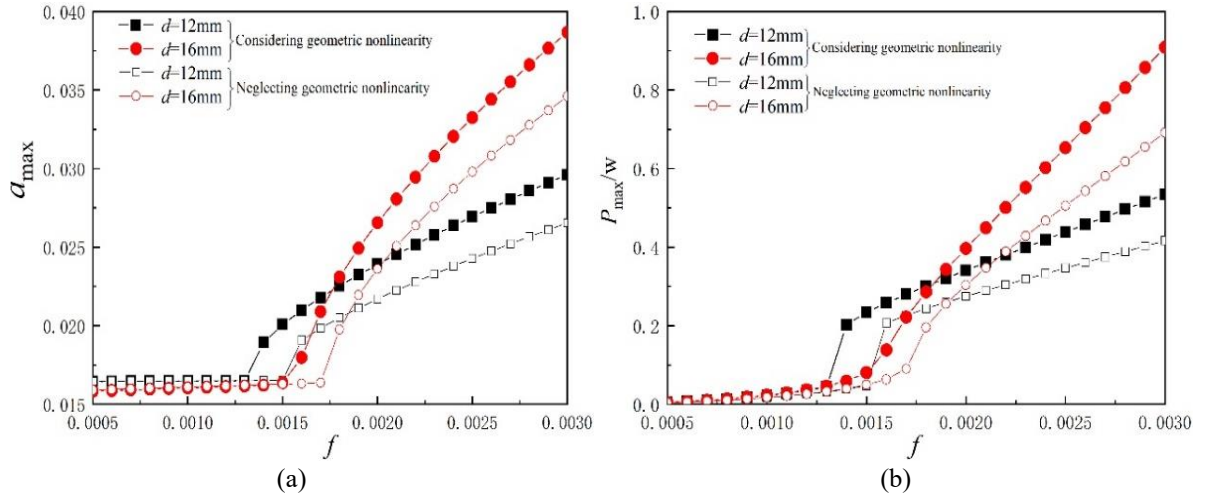 0.040
0.035
0.030
0.025
0.020
0.015
a_max
d=12mm
d=16mm
Considering geometric nonlinearity
d=12mm
d=16mm
Neglecting geometric nonlinearity
0.0005 0.0010 0.0015 0.0020 0.0025 0.0030
f
(a)
1.0
0.8
0.6
0.4
0.2
0.0
P_max/w
d=12mm
d=16mm
Considering geometric nonlinearity
d=12mm
d=16mm
Neglecting geometric nonlinearity
0.0005 0.0010 0.0015 0.0020 0.0025 0.0030
f
(b)